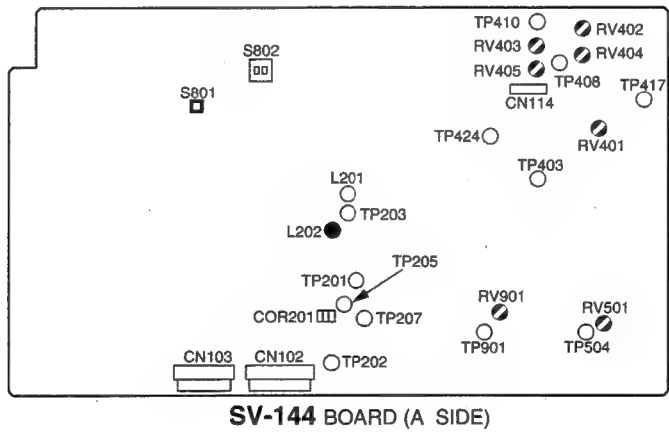 TP410
RV402
S802
RV403
RV404
RV405
TP408
S801
CN114
TP417
TP424
RV401
L201
TP403
TP203
L202
TP205
TP201
RV901
RV501
COR201
TP207
TP901
TP504
CN103
CN102
TP202
SV-144 BOARD (A SIDE)